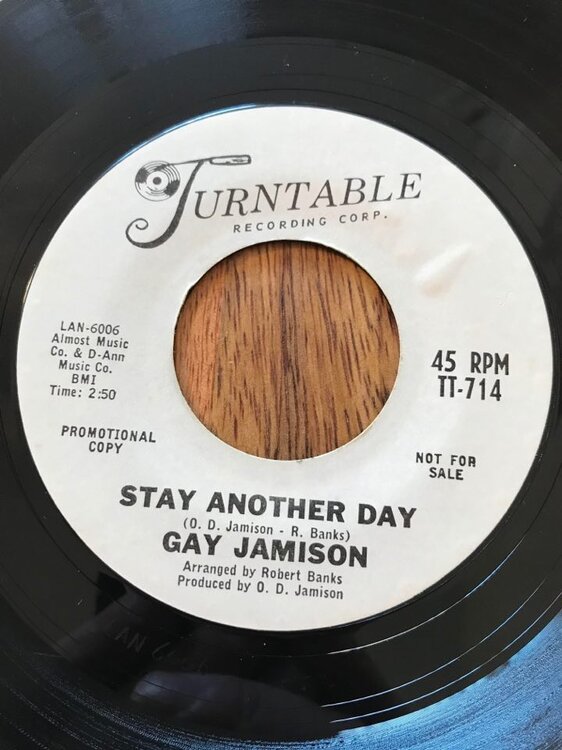 TURNTABLE
RECORDING CORP.
LAN-6006
Almost Music
Co. & D-Ann
Music Co.
BMI
Time: 2:50
45 RPM
TT-714
PROMOTIONAL
COPY
NOT FOR
SALE
STAY ANOTHER DAY
(O. D. Jamison - R. Banks)
GAY JAMISON
Arranged by Robert Banks
Produced by O. D. Jamison